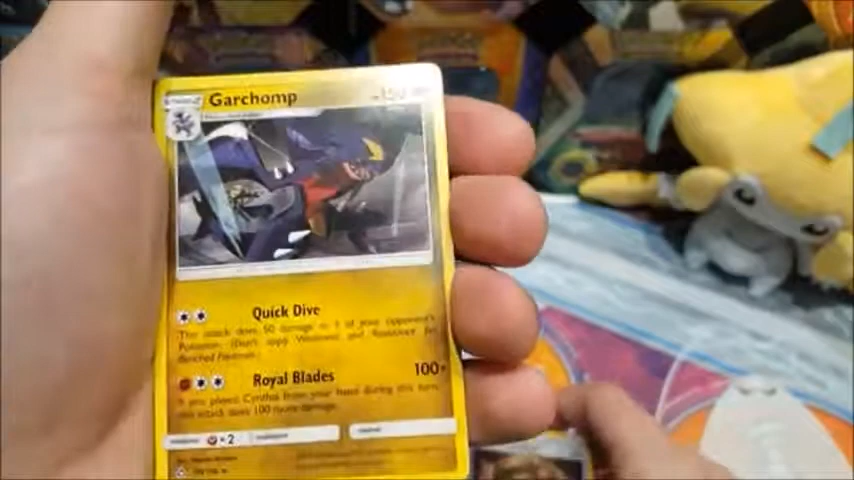 Garchomp
150
Quick Dive
This attack does 50 damage to 1 of your opponent's
Pokémon. (Don't apply Weakness and Resistance for
Benched Pokémon.)
Royal Blades 100+
If you played Cynthia from your hand during this turn,
this attack does 100 more damage.
×2